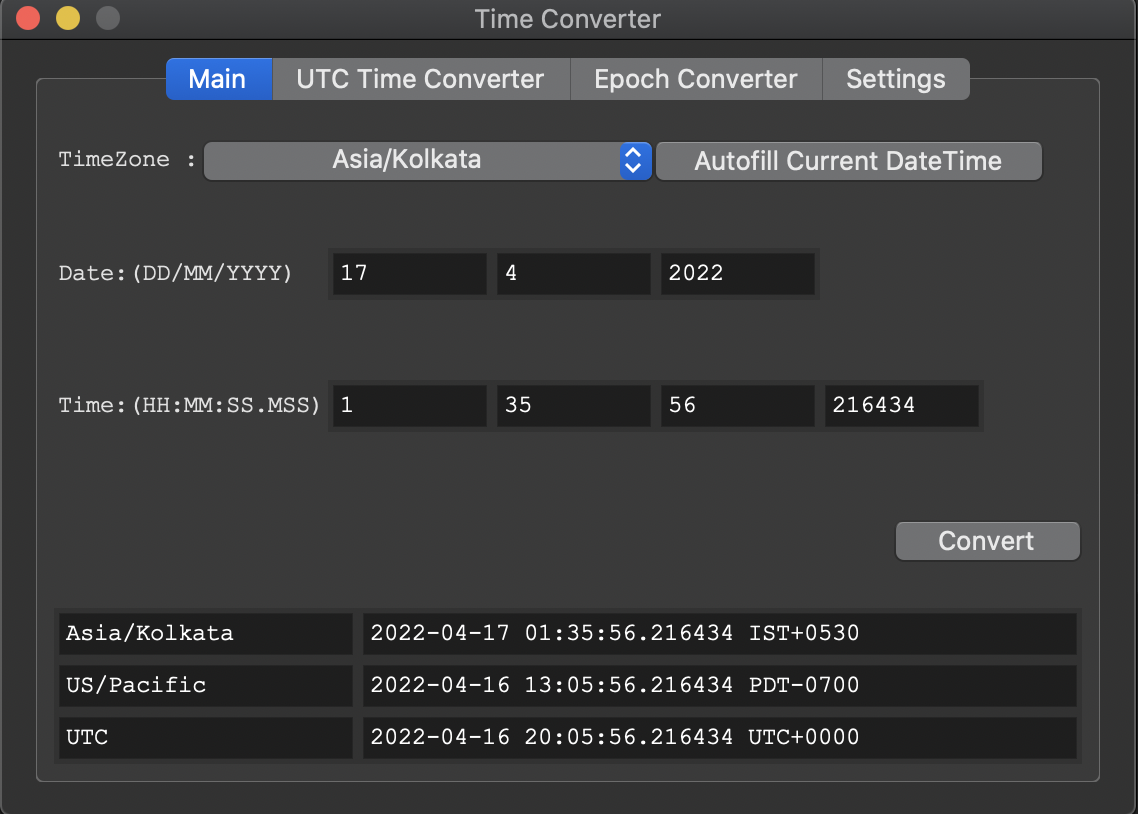 Time Converter
Main UTC Time Converter Epoch Converter Settings
TimeZone : Asia/Kolkata Autofill Current DateTime
Date:(DD/MM/YYYY) 17 4 2022
Time:(HH:MM:SS.MSS) 1 35 56 216434
Convert
Asia/Kolkata 2022-04-17 01:35:56.216434 IST+0530
US/Pacific 2022-04-16 13:05:56.216434 PDT-0700
UTC 2022-04-16 20:05:56.216434 UTC+0000